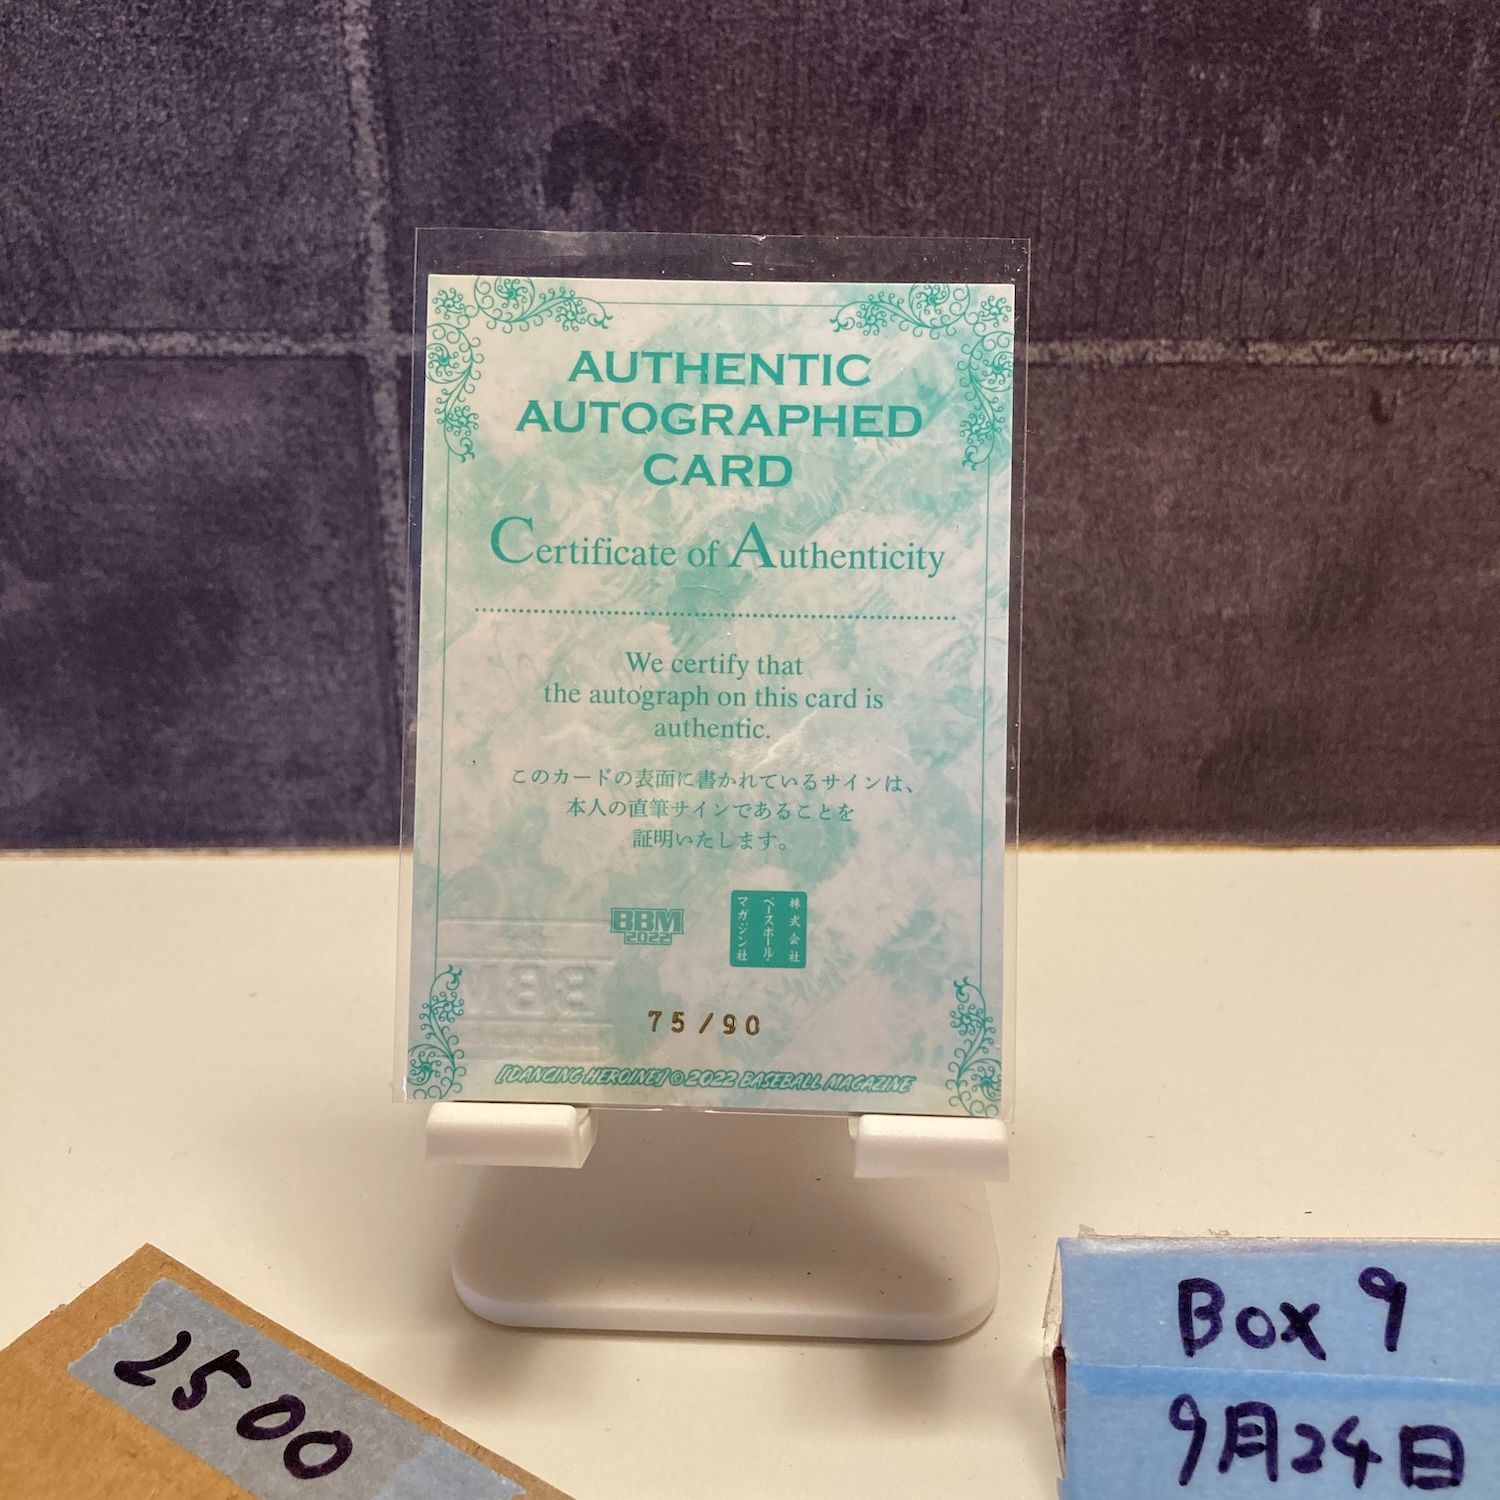 AUTHENTIC
AUTOGRAPHED
CARD
Certificate of Authenticity
We certify that
the autograph on this card is
authentic.
このカードの表面に書かれているサインは、
本人の直筆サインであることを
証明いたします。
BBM
2022
株式会社
ベースボール・
マガジン社
BBM
75/90
[DANCING HEROINE] © 2022 BASEBALL MAGAZINE
2500
Box 9
9月24日